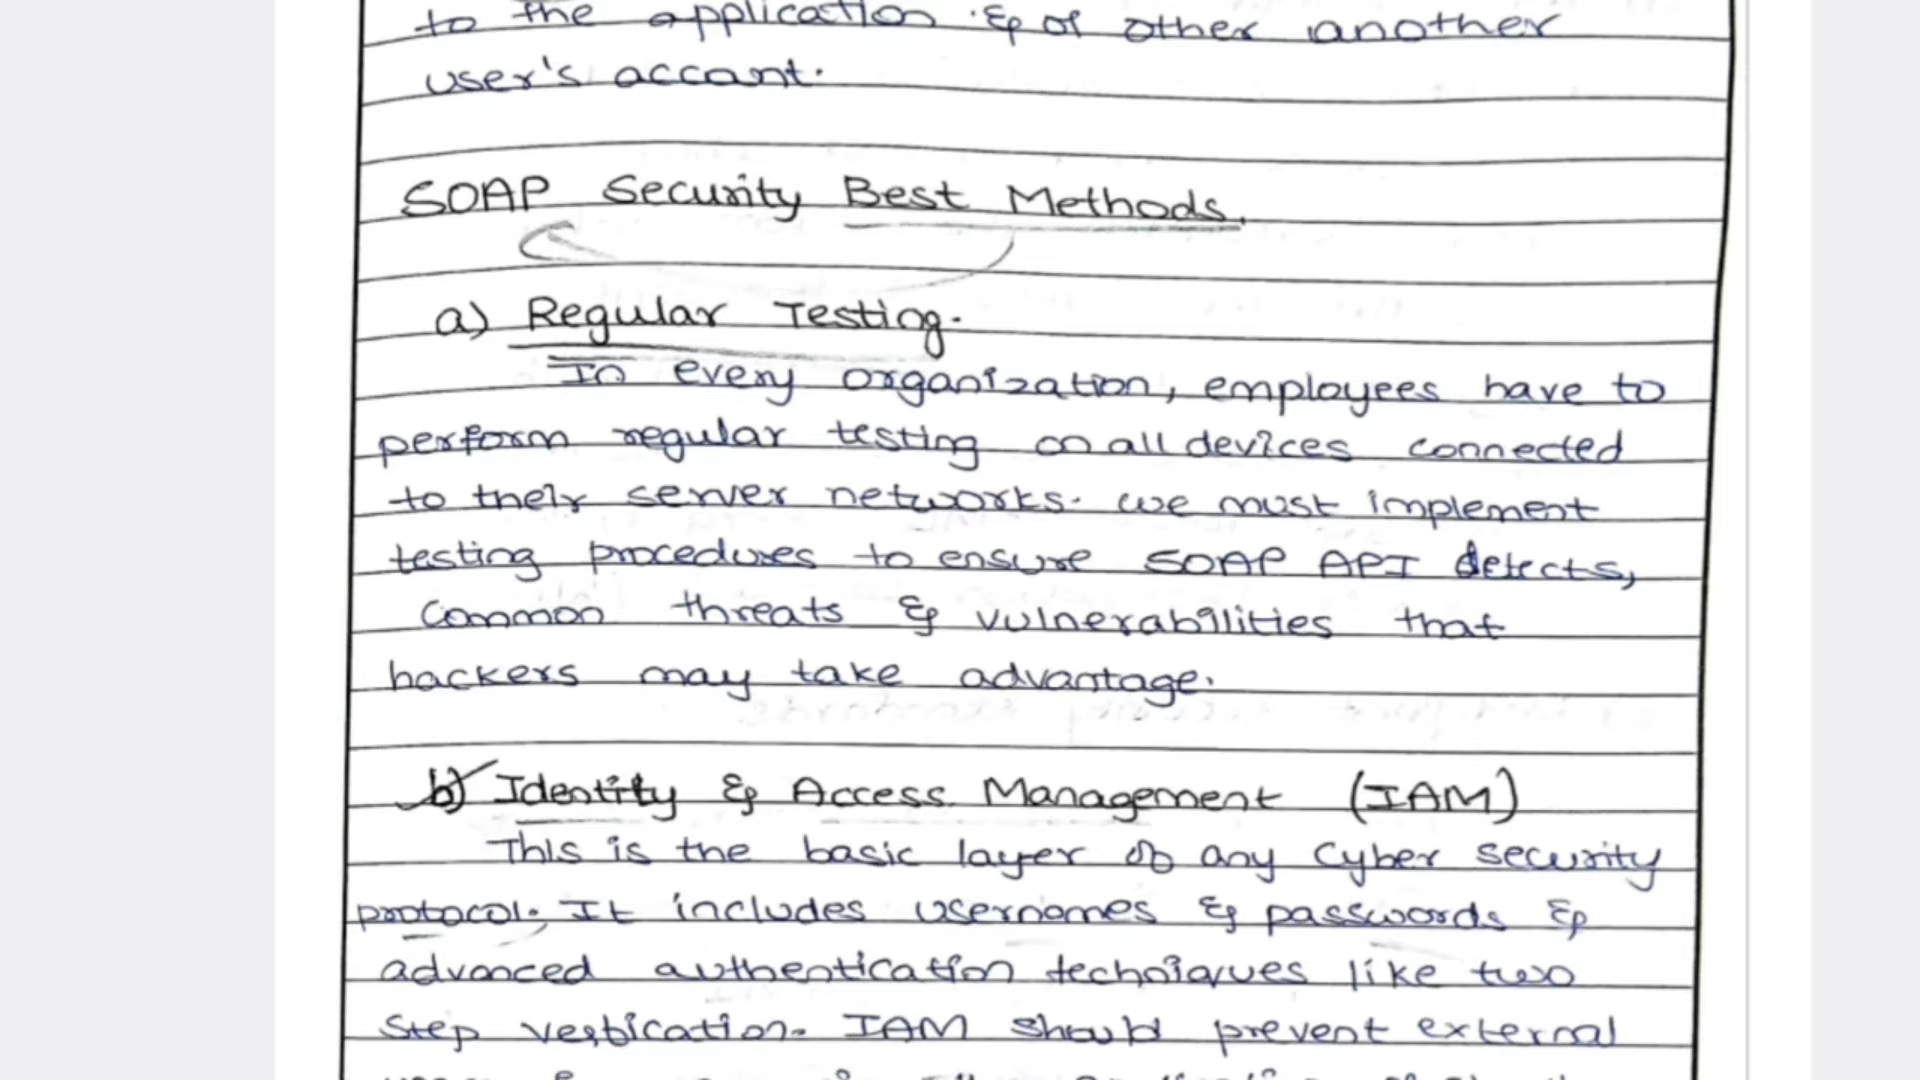 to the application & of other another
user's accant.
SOAP Security Best Methods.
a) Regular Testing.
In every organization, employees have to
perform regular testing on all devices connected
to their server networks. we must implement
testing procedures to ensure SOAP API detects,
common threats & vulnerabilities that
hackers may take advantage.
b) Identity & Access Management (IAM)
This is the basic layer of any Cyber security
protocol. It includes usernames & passwords &
advanced authentication techniques like two
step verification. IAM should prevent external